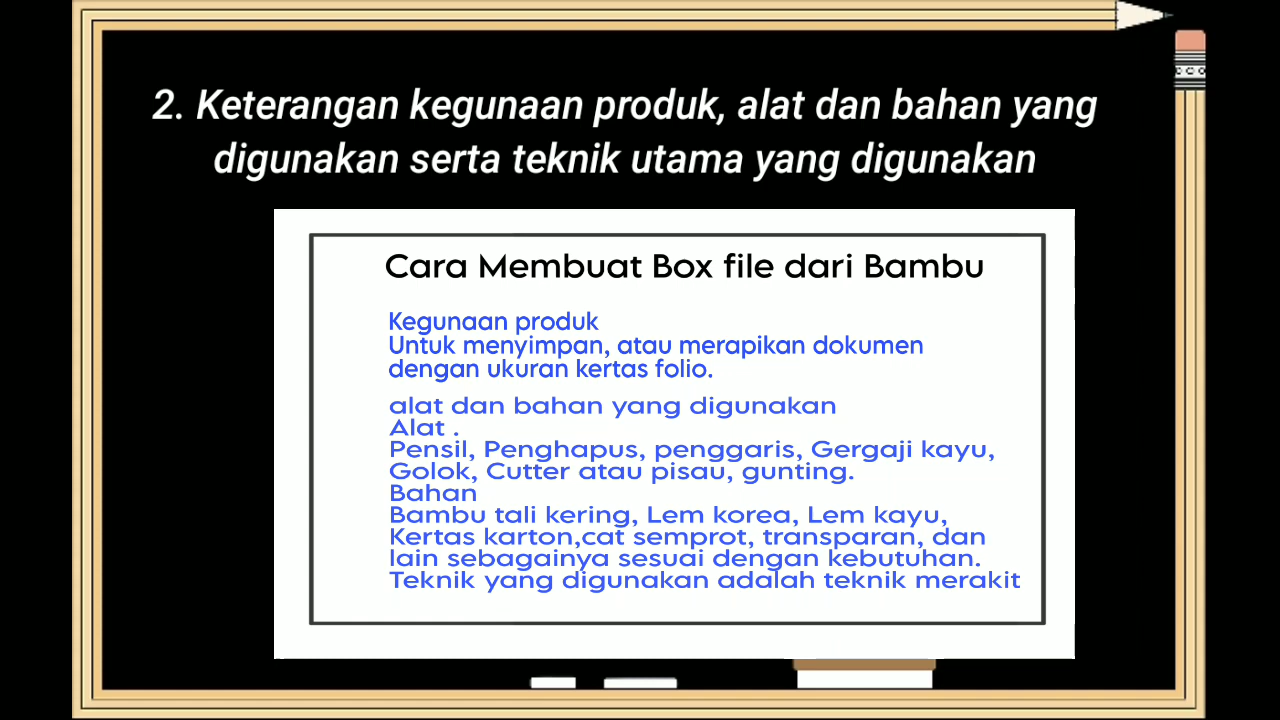 2. Keterangan kegunaan produk, alat dan bahan yang
digunakan serta teknik utama yang digunakan
Cara Membuat Box file dari Bambu
Kegunaan produk
Untuk menyimpan, atau merapikan dokumen
dengan ukuran kertas folio.
alat dan bahan yang digunakan
Alat .
Pensil, Penghapus, penggaris, Gergaji kayu,
Golok, Cutter atau pisau, gunting.
Bahan
Bambu tali kering, Lem korea, Lem kayu,
Kertas karton,cat semprot, transparan, dan
lain sebagainya sesuai dengan kebutuhan.
Teknik yang digunakan adalah teknik merakit